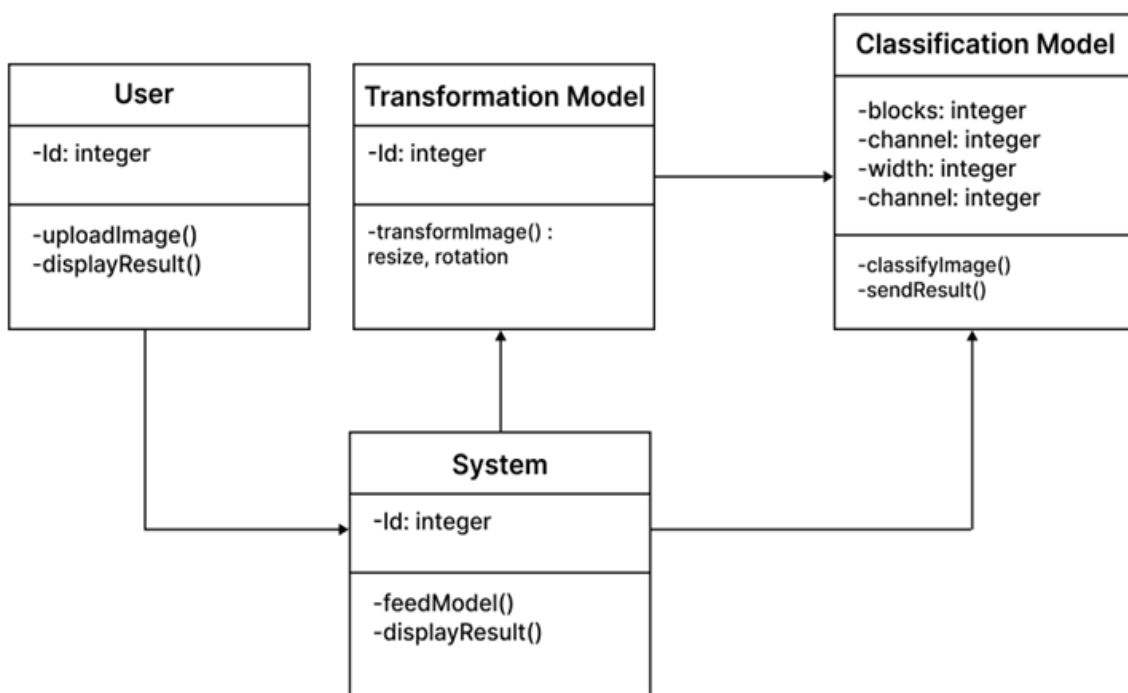 User
-Id: integer
-uploadImage()
-displayResult()
Transformation Model
-Id: integer
-transformImage() :
resize, rotation
Classification Model
-blocks: integer
-channel: integer
-width: integer
-channel: integer
-classifyImage()
-sendResult()
System
-Id: integer
-feedModel()
-displayResult()